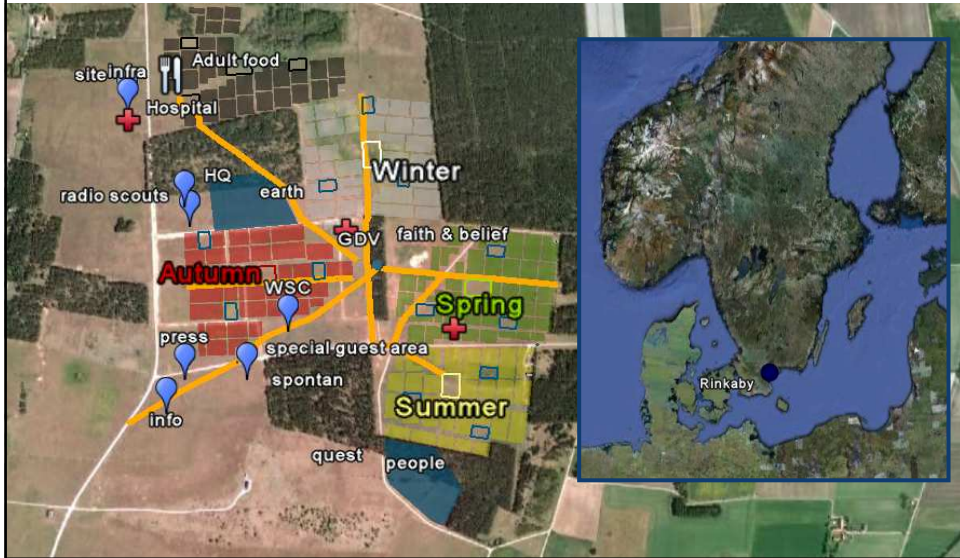 Adult food
site infra
Hospital
Winter
HQ
earth
radio scouts
GDV
faith & belief
Autumn
WSC
Spring
press
special guest area
spontan
Summer
info
quest
people
Rinkaby